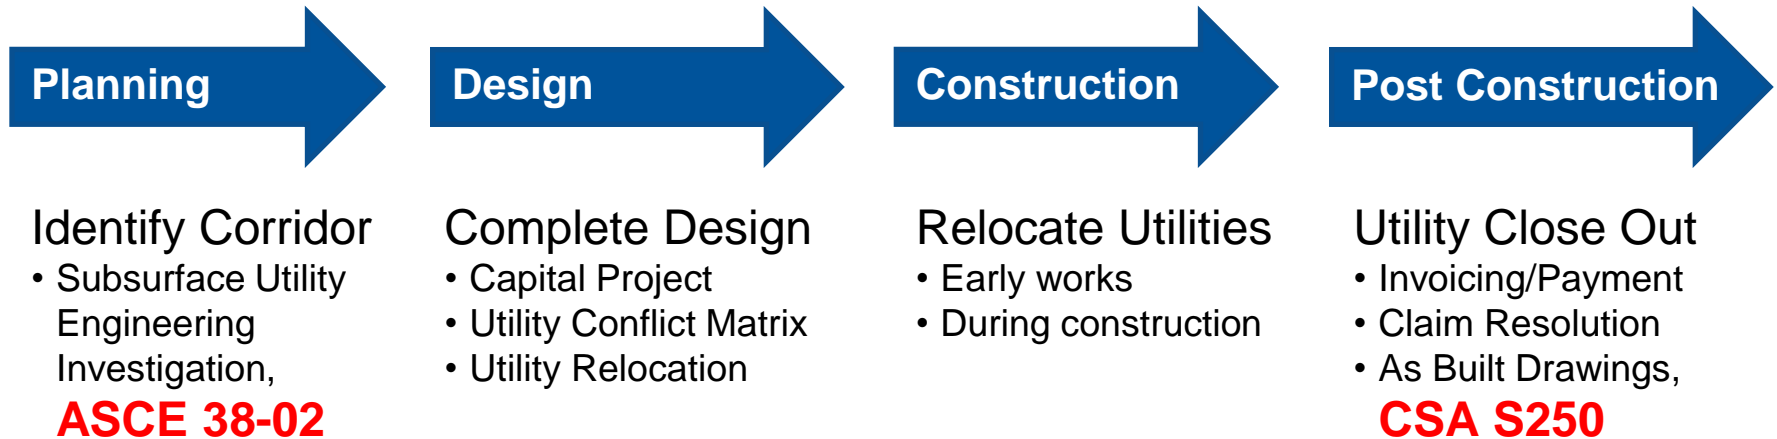 Planning
Identify Corridor
• Subsurface Utility
Engineering
Investigation,
ASCE 38-02
Design
Complete Design
• Capital Project
• Utility Conflict Matrix
• Utility Relocation
Construction
Relocate Utilities
• Early works
• During construction
Post Construction
Utility Close Out
• Invoicing/Payment
• Claim Resolution
• As Built Drawings,
CSA S250